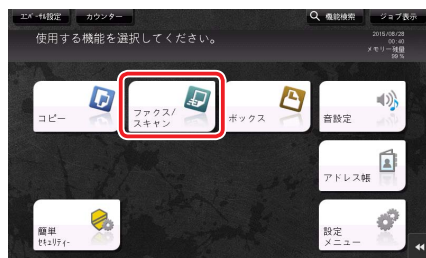 ユニバーサル設定 カウンター 機能検索 ジョブ表示
使用する機能を選択してください。
2015/08/28
00:40
メモリー残量
99 %
コピー
ファクス/
スキャン
ボックス
音設定
アドレス帳
簡単
セキュリティー
設定
メニュー